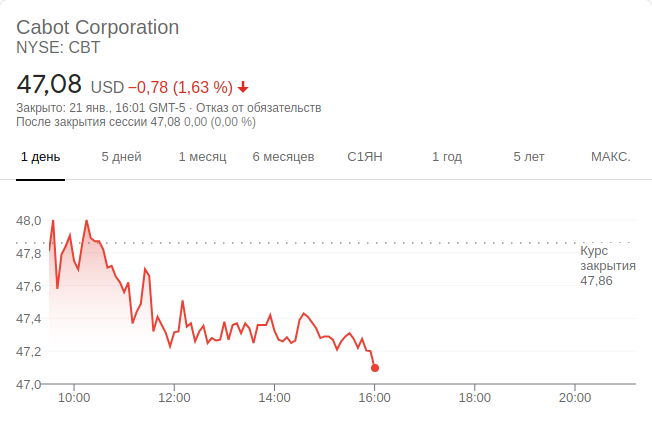 Cabot Corporation
NYSE: CBT
47,08 USD −0,78 (1,63 %)
Закрыто: 21 янв., 16:01 GMT-5 · Отказ от обязательств
После закрытия сессии 47,08 0,00 (0,00 %)
1 день 5 дней 1 месяц 6 месяцев С1ЯН 1 год 5 лет МАКС.
48,0
47,8
47,6
47,4
47,2
47,0
Курс
закрытия
47,86
10:00 12:00 14:00 16:00 18:00 20:00